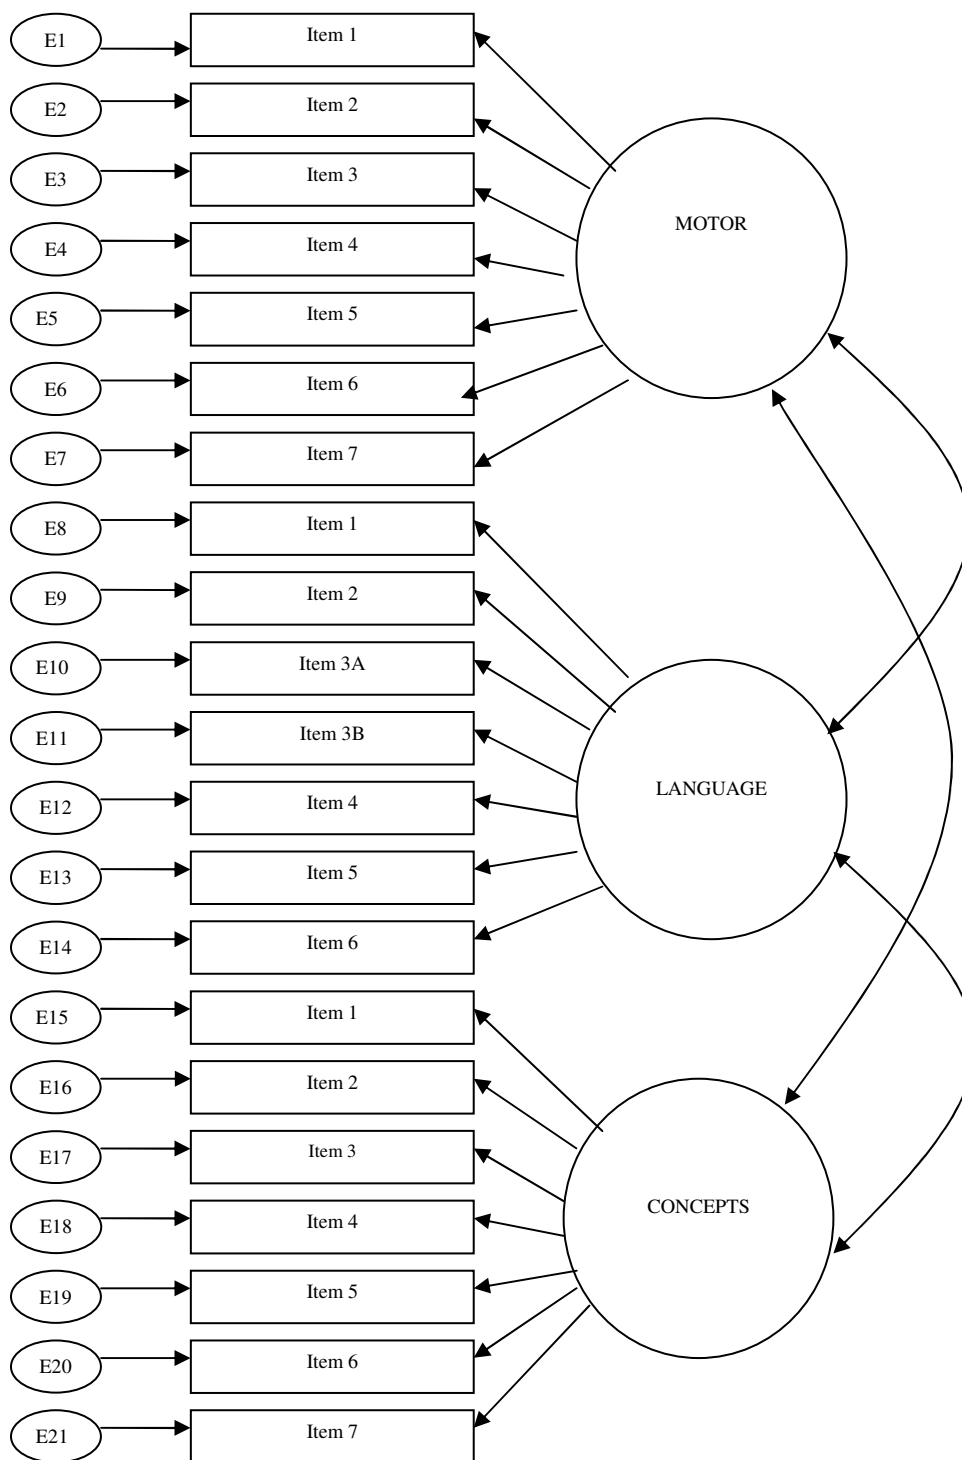 E1 Item 1
E2 Item 2
E3 Item 3
MOTOR
E4 Item 4
E5 Item 5
E6 Item 6
E7 Item 7
E8 Item 1
E9 Item 2
E10 Item 3A
E11 Item 3B
LANGUAGE
E12 Item 4
E13 Item 5
E14 Item 6
E15 Item 1
E16 Item 2
E17 Item 3
CONCEPTS
E18 Item 4
E19 Item 5
E20 Item 6
E21 Item 7